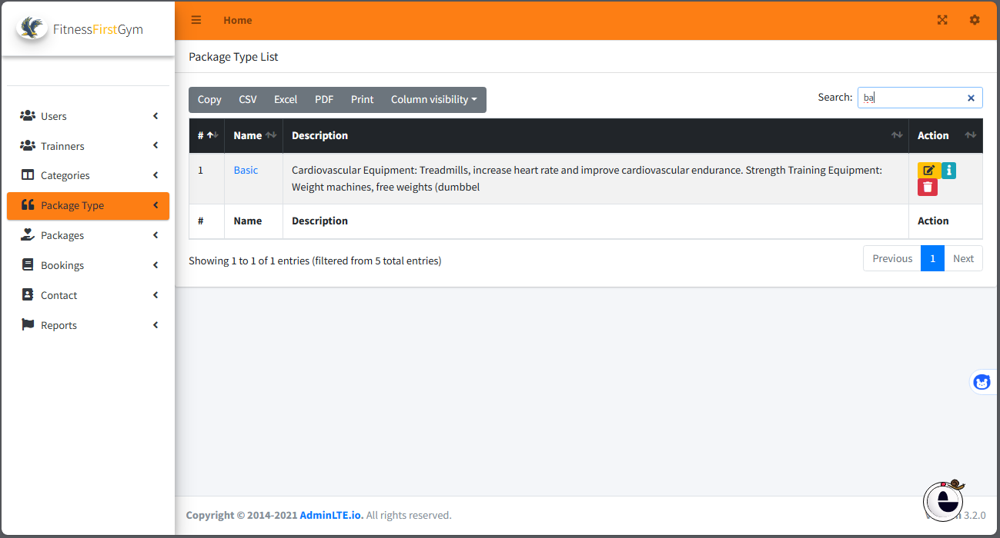 FitnessFirstGym
Home
Package Type List
Users
Trainners
Categories
Package Type
Packages
Bookings
Contact
Reports
Copy CSV Excel PDF Print Column visibility
Search: ba
# Name Description Action
1 Basic Cardiovascular Equipment: Treadmills, increase heart rate and improve cardiovascular endurance. Strength Training Equipment:
Weight machines, free weights (dumbbel
# Name Description Action
Showing 1 to 1 of 1 entries (filtered from 5 total entries)
Previous 1 Next
Copyright © 2014-2021 AdminLTE.io. All rights reserved.
3.2.0